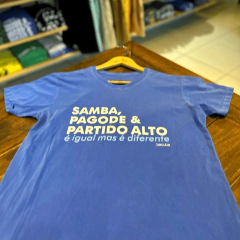 SAMBA,
PAGODE &
PARTIDO ALTO
é igual mas é diferente